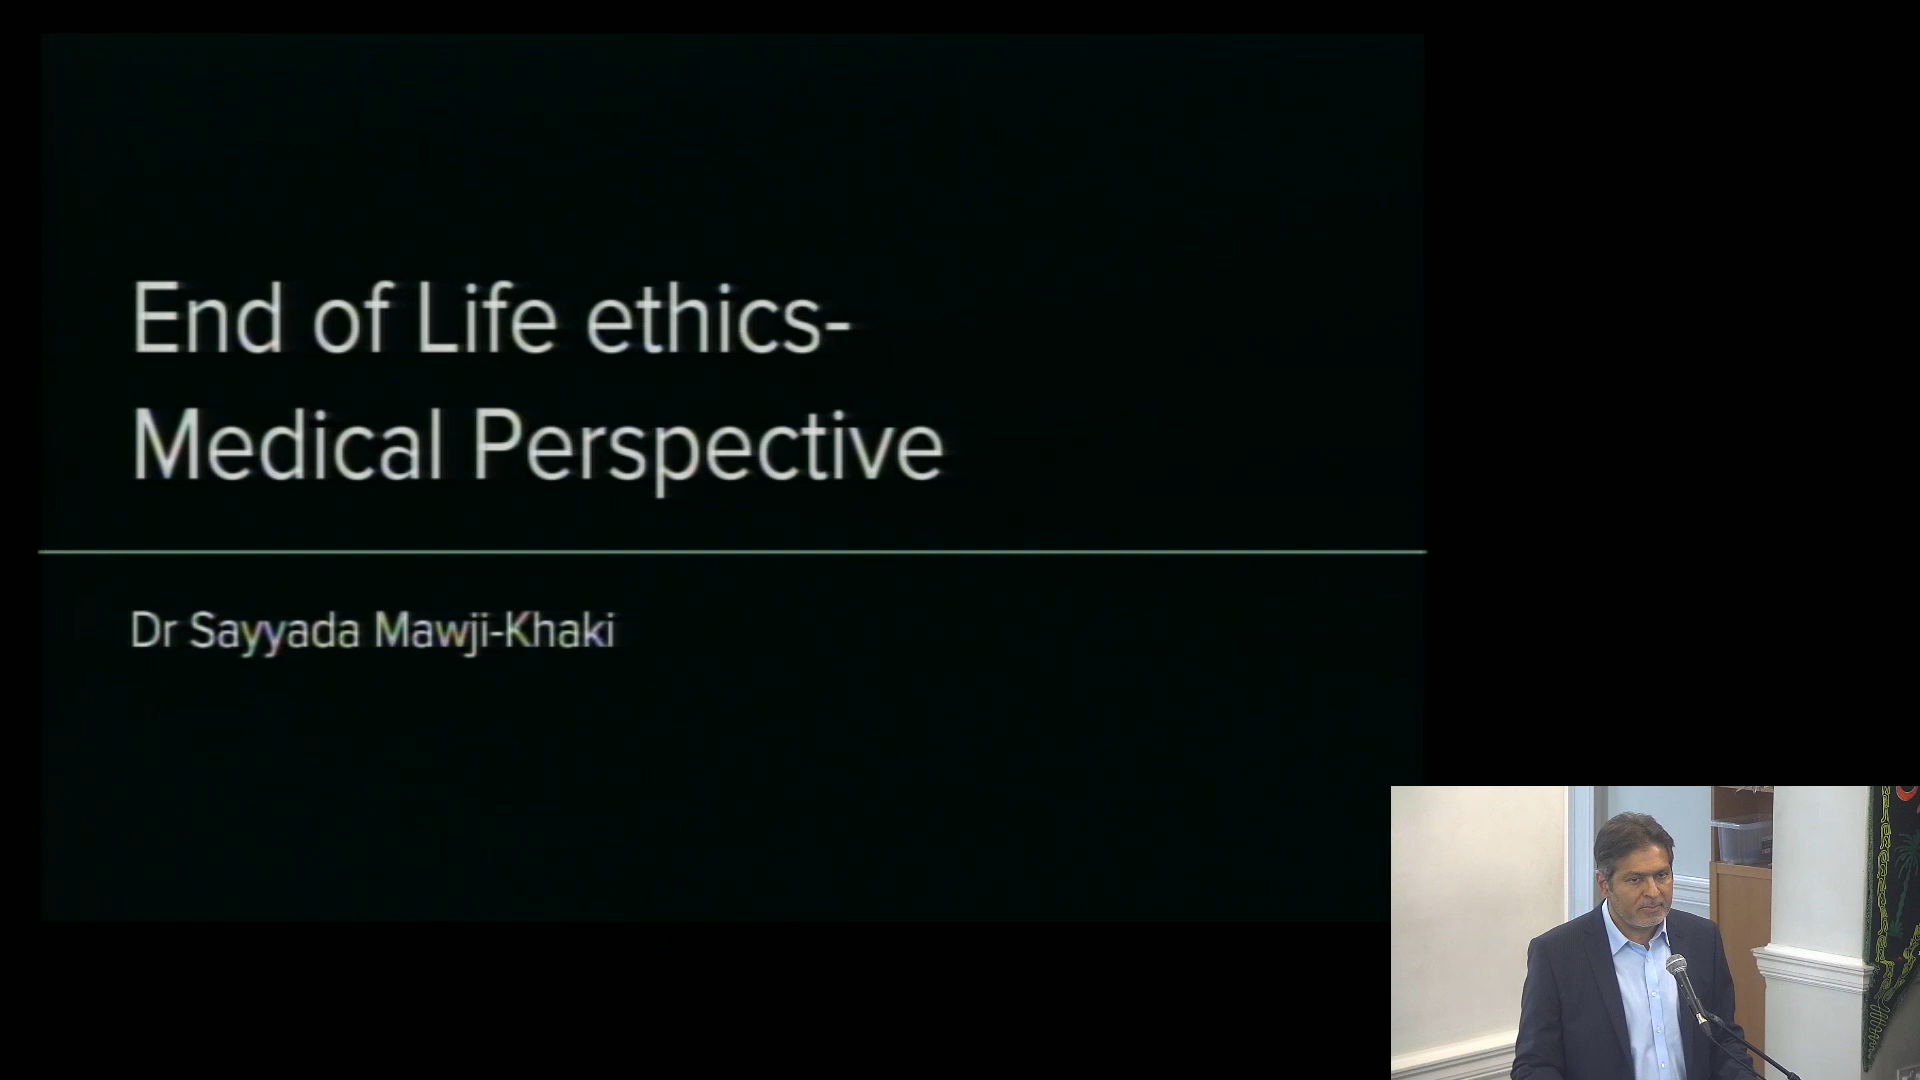 End of Life ethics-
Medical Perspective
Dr Sayyada Mawji-Khaki